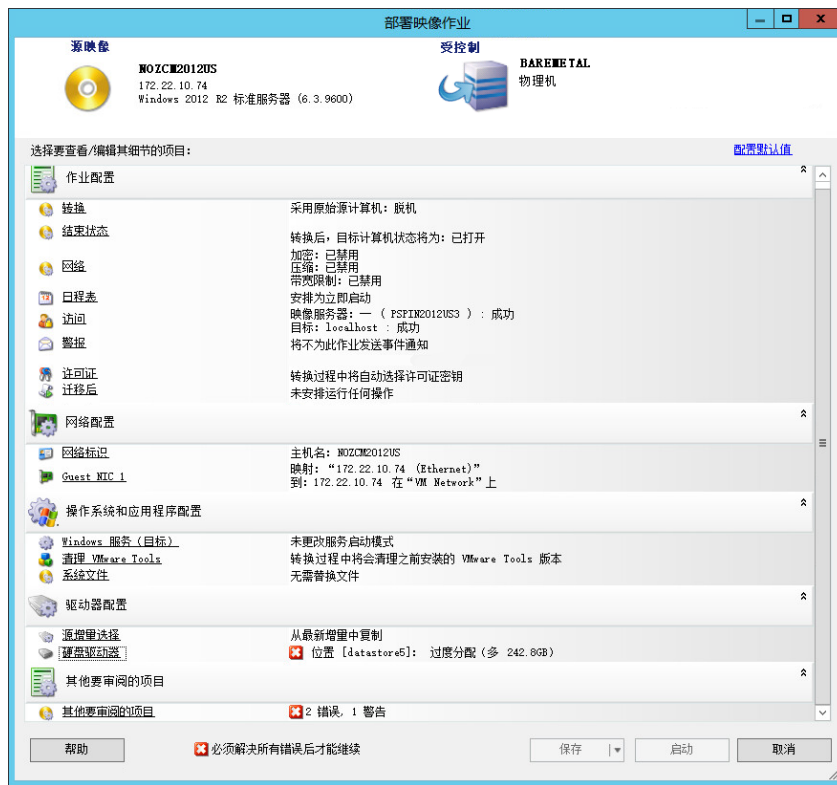 部署映像作业
源映像
NOZCM2012US
172.22.10.74
Windows 2012 R2 标准服务器 (6.3.9600)
受控制
BAREMETAL
物理机
选择要查看/编辑其细节的项目:
配置默认值
作业配置
转换 采用原始源计算机: 脱机
结束状态 转换后, 目标计算机状态将为: 已打开
加密: 已禁用
网络 压缩: 已禁用
带宽限制: 已禁用
日程表 安排为立即启动
访问 映像服务器: 一 ( PSPIN2012US3 ) : 成功
目标: localhost : 成功
警报 将不为此作业发送事件通知
许可证 转换过程中将自动选择许可证密钥
迁移后 未安排运行任何操作
网络配置
网络标识 主机名: NOZCM2012US
Guest NIC 1 映射: “172.22.10.74 (Ethernet)”
到: 172.22.10.74 在“VM Network”上
操作系统和应用程序配置
Windows 服务(目标) 未更改服务启动模式
清理 VMware Tools 转换过程中将会清理之前安装的 VMware Tools 版本
系统文件 无需替换文件
驱动器配置
源增量选择 从最新增量中复制
硬盘驱动器 位置 [datastore5]: 过度分配(多 242.8GB)
其他要审阅的项目
其他要审阅的项目 2 错误, 1 警告
帮助 必须解决所有错误后才能继续 保存 启动 取消